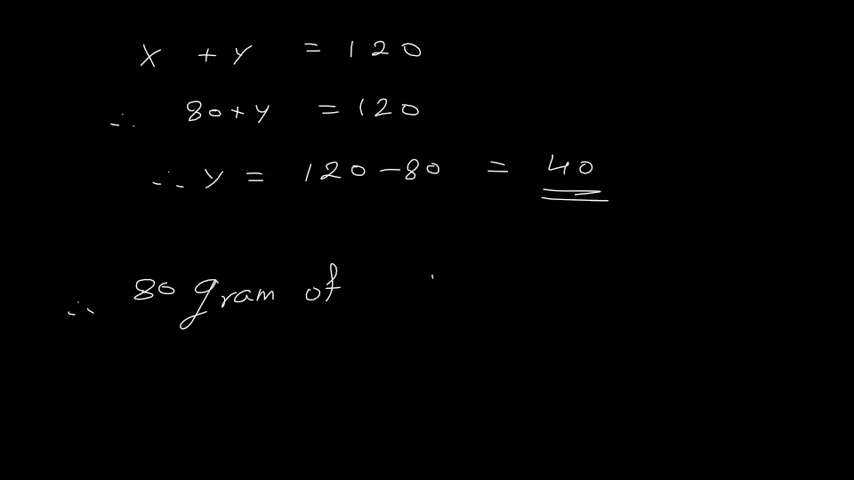 x + y = 120
∴ 80 + y = 120
∴ y = 120 - 80 = 40
∴ 80 gram of